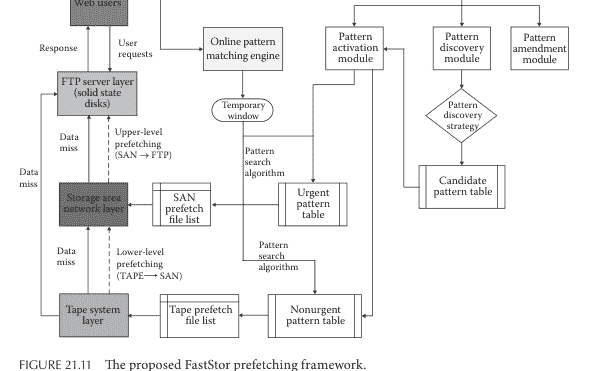 Web users
Response
User
requests
Online pattern
matching engine
Pattern
activation
module
Pattern
discovery
module
Pattern
amendment
module
FTP server layer
(solid state
disks)
Temporary
window
Pattern
discovery
strategy
Data
miss
Upper-level
prefetching
(SAN → FTP)
Data
miss
Pattern
search
algorithm
Candidate
pattern table
Storage area
network layer
SAN
prefetch
file list
Urgent
pattern
table
Data
miss
Lower-level
prefetching
(TAPE → SAN)
Pattern
search
algorithm
Tape system
layer
Tape prefetch
file list
Nonurgent
pattern table
FIGURE 21.11 The proposed FastStor prefetching framework.